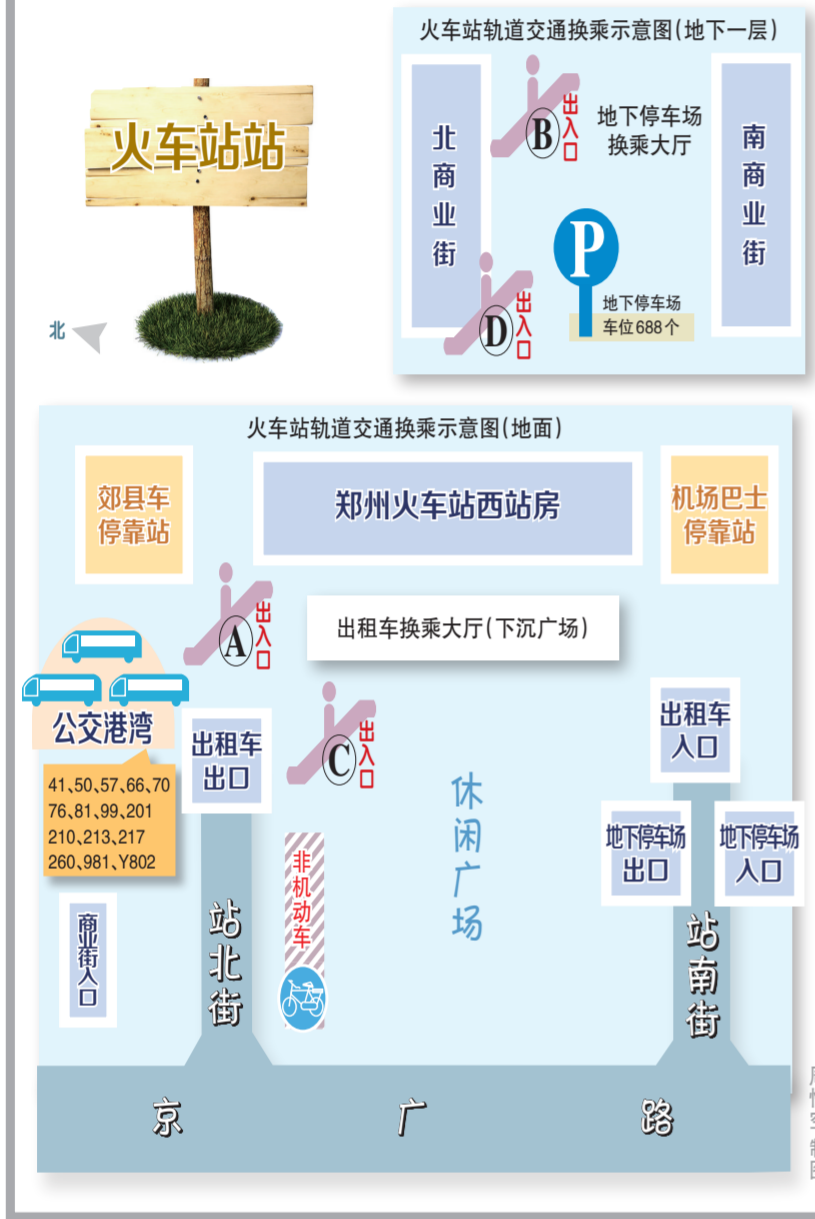 火车站站
北
火车站轨道交通换乘示意图(地下一层)
北商业街
B
出入口
地下停车场
换乘大厅
南商业街
P
D
出入口
地下停车场
车位688个
火车站轨道交通换乘示意图(地面)
郊县车
停靠站
郑州火车站西站房
机场巴士
停靠站
A
出入口
出租车换乘大厅(下沉广场)
公交港湾
41、50、57、66、70
76、81、99、201
210、213、217
260、981、Y802
出租车
出口
C
出入口
休闲广场
出租车
入口
地下停车场
出口
地下停车场
入口
非机动车
商业街入口
站北街
站南街
京广路